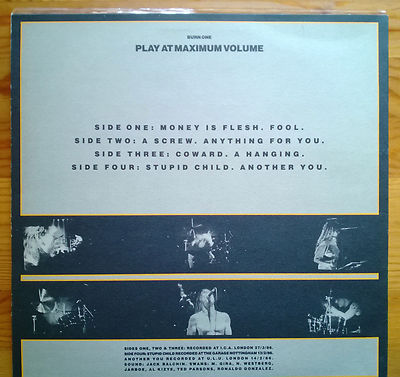 BURN ONE
PLAY AT MAXIMUM VOLUME
SIDE ONE: MONEY IS FLESH. FOOL.
SIDE TWO: A SCREW. ANYTHING FOR YOU.
SIDE THREE: COWARD. A HANGING.
SIDE FOUR: STUPID CHILD. ANOTHER YOU.
SIDES ONE, TWO & THREE: RECORDED AT I.C.A. LONDON 27/2/86.
SIDE FOUR: STUPID CHILD RECORDED AT THE GARAGE NOTTINGHAM 13/2/86.
ANOTHER YOU RECORDED AT U.L.U. LONDON 14/2/86.
SOUND: JACK BALCHIN. SWANS: M. GIRA, N. WESTBERG,
JARBOE, AL KIZYS, TED PARSONS, RONALDO GONZALEZ.